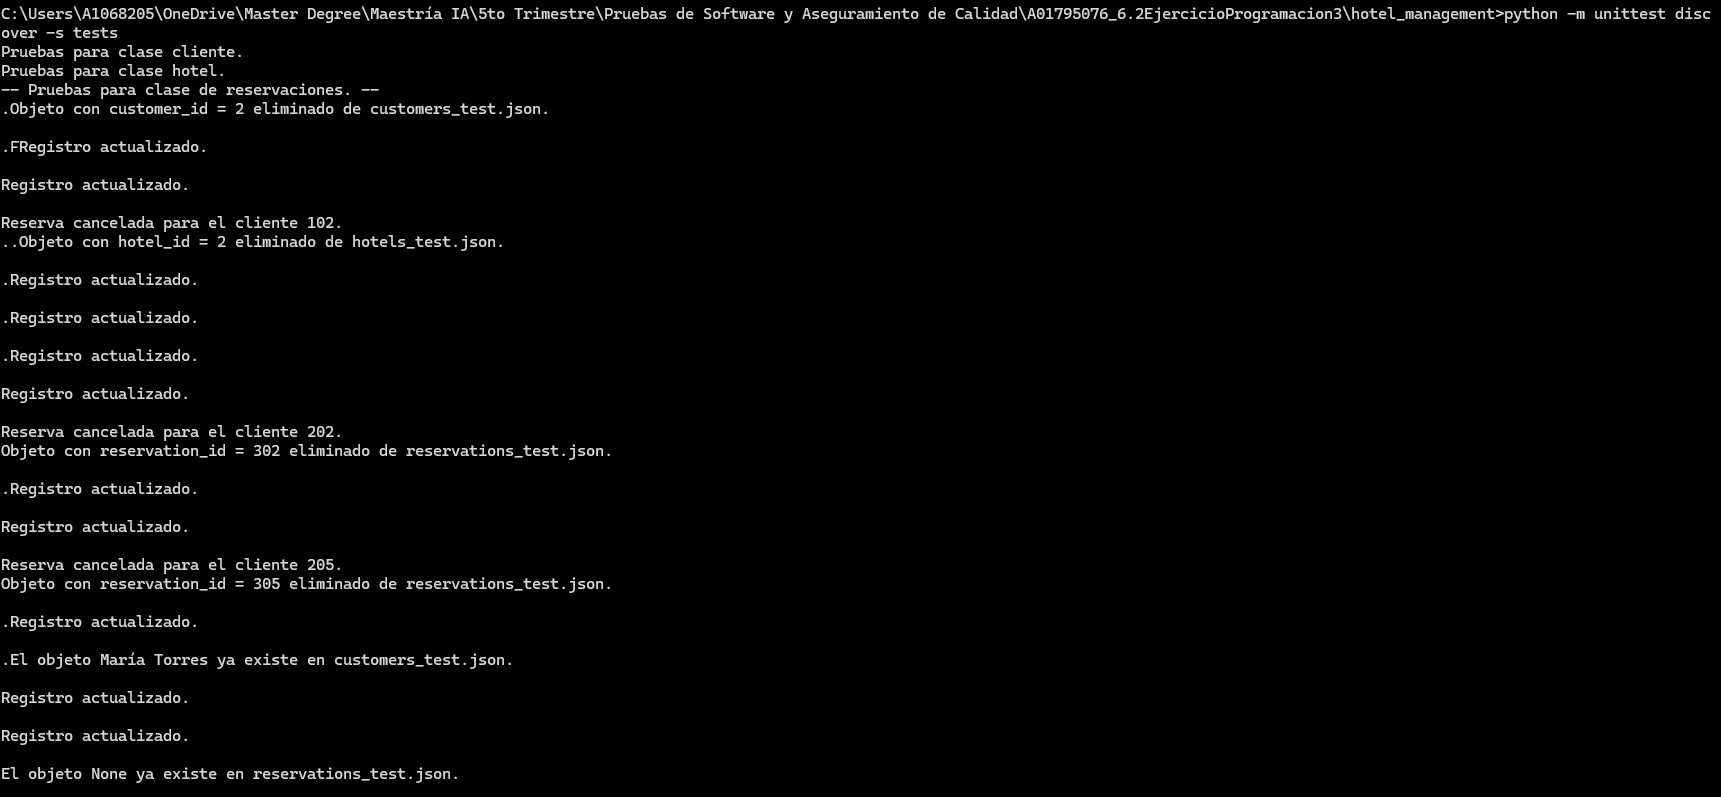 C:\Users\A1068205\OneDrive\Master Degree\Maestría IA\5to Trimestre\Pruebas de Software y Aseguramiento de Calidad\A01795076_6.2EjercicioProgramacion3\hotel_management>python -m unittest disc
over -s tests
Pruebas para clase cliente.
Pruebas para clase hotel.
-- Pruebas para clase de reservaciones. --
.Objeto con customer_id = 2 eliminado de customers_test.json.
.FRegistro actualizado.
Registro actualizado.
Reserva cancelada para el cliente 102.
..Objeto con hotel_id = 2 eliminado de hotels_test.json.
.Registro actualizado.
.Registro actualizado.
.Registro actualizado.
Registro actualizado.
Reserva cancelada para el cliente 202.
Objeto con reservation_id = 302 eliminado de reservations_test.json.
.Registro actualizado.
Registro actualizado.
Reserva cancelada para el cliente 205.
Objeto con reservation_id = 305 eliminado de reservations_test.json.
.Registro actualizado.
.El objeto María Torres ya existe en customers_test.json.
Registro actualizado.
Registro actualizado.
El objeto None ya existe en reservations_test.json.